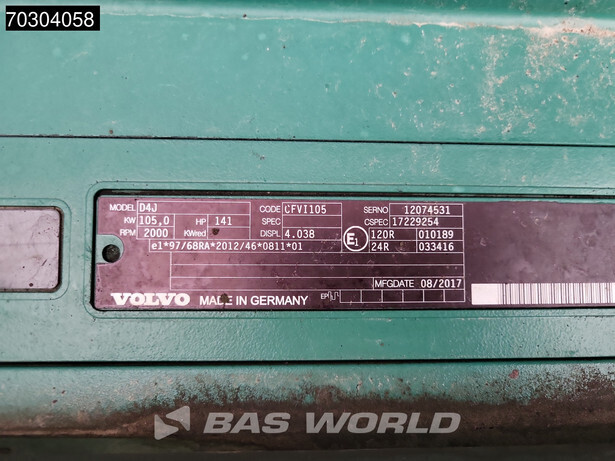 70304058
MODEL D4J CODE CFVI105 SERNO 12074531
KW 105,0 HP 141 SPEC CSPEC 17229254
RPM 2000 KWred DISPL 4.038 E1 120R 010189
e1*97/68RA*2012/46*0811*01 24R 033416
MFGDATE 08/2017
VOLVO MADE IN GERMANY EP
BAS WORLD